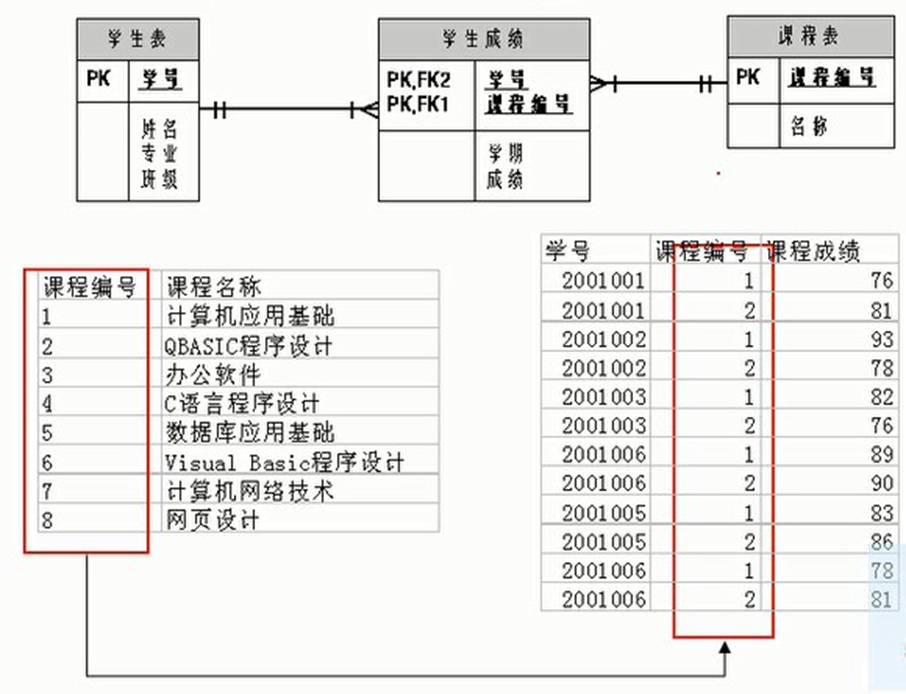 学生表
PK 学号
姓名
专业
班级
学生成绩
PK,FK2 学号
PK,FK1 课程编号
学期
成绩
课程表
PK 课程编号
名称
课程编号 课程名称
1 计算机应用基础
2 QBASIC程序设计
3 办公软件
4 C语言程序设计
5 数据库应用基础
6 Visual Basic程序设计
7 计算机网络技术
8 网页设计
学号 课程编号 课程成绩
2001001 1 76
2001001 2 81
2001002 1 93
2001002 2 78
2001003 1 82
2001003 2 76
2001006 1 89
2001006 2 90
2001005 1 83
2001005 2 86
2001006 1 78
2001006 2 81